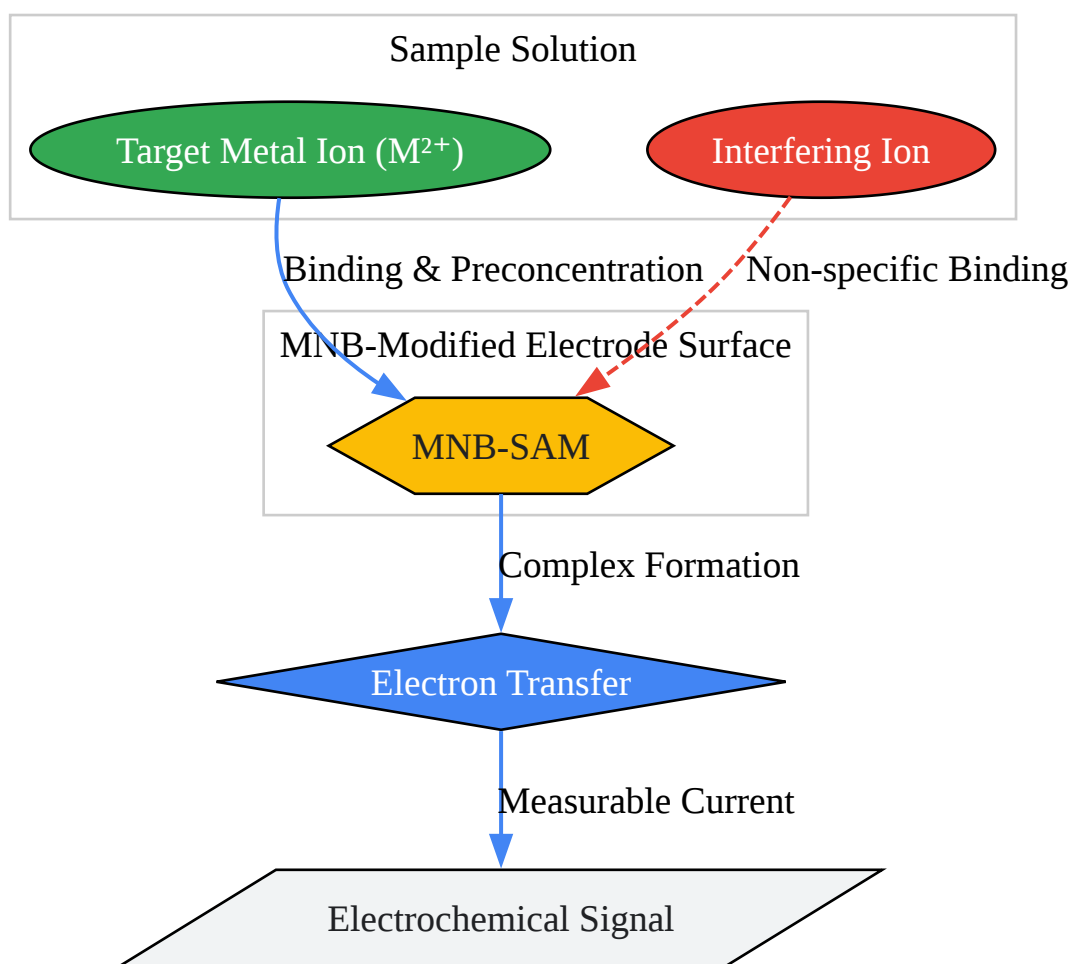 Sample Solution
Target Metal Ion (M²⁺)
Interfering Ion
Binding & Preconcentration
Non-specific Binding
MNB-Modified Electrode Surface
MNB-SAM
Complex Formation
Electron Transfer
Measurable Current
Electrochemical Signal